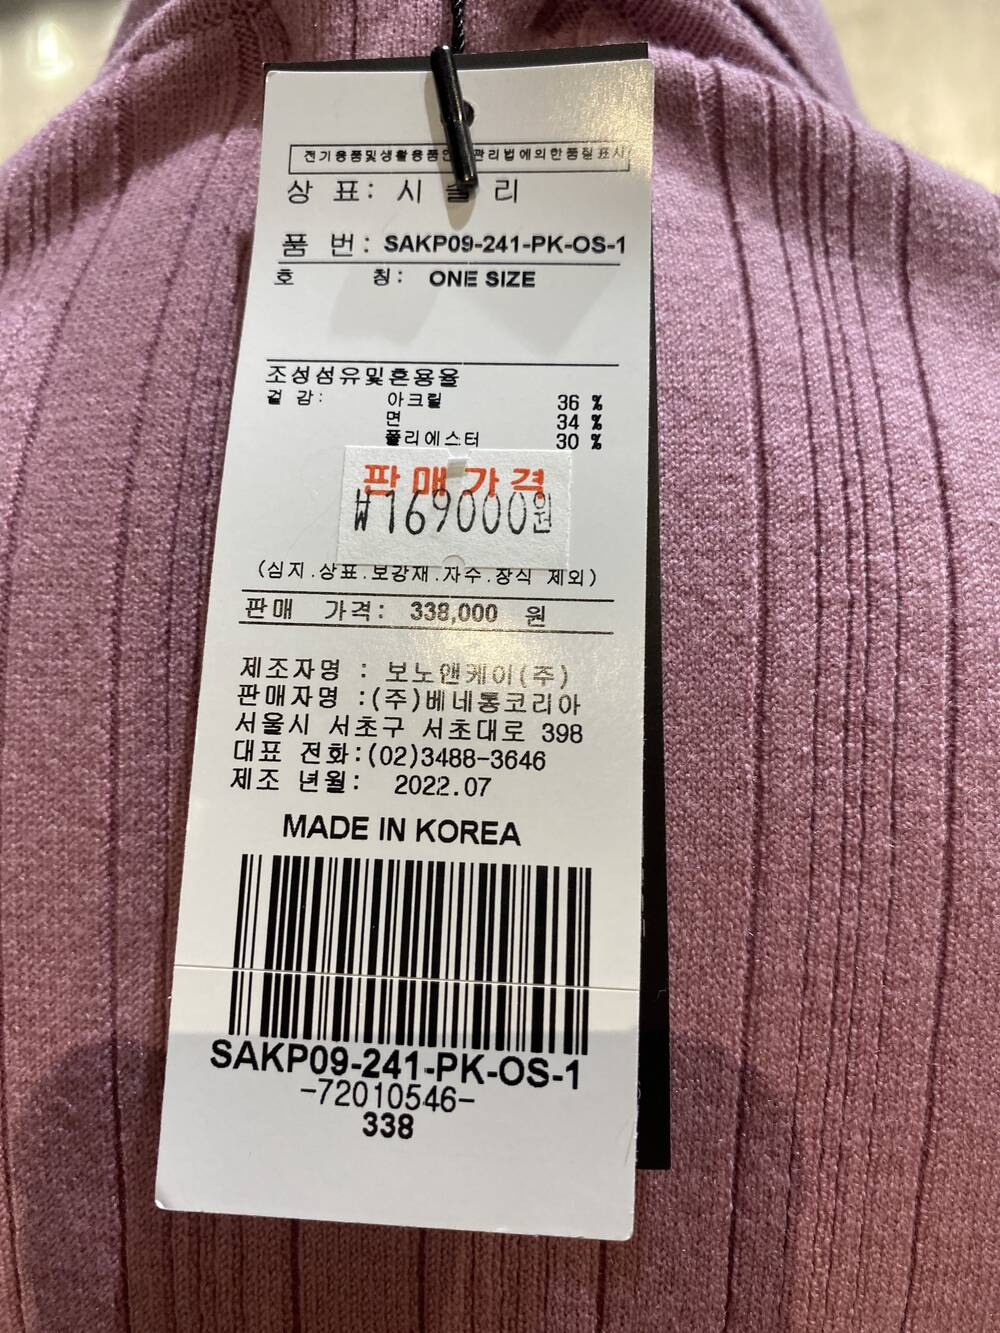 전기용품및생활용품안 관리법에의한품질표시
상 표: 시 슬 리
품 번: SAKP09-241-PK-OS-1
호 칭: ONE SIZE
조성섬유및혼용율
겉 감: 아크릴 36 %
면 34 %
폴리에스터 30 %
판매가격
₩169000원
(심지.상표.보강재.자수.장식 제외)
판매 가격: 338,000 원
제조자명 : 보노앤케이(주)
판매자명 :(주)베네통코리아
서울시 서초구 서초대로 398
대표 전화:(02)3488-3646
제조 년월: 2022.07
MADE IN KOREA
SAKP09-241-PK-OS-1
-72010546-
338